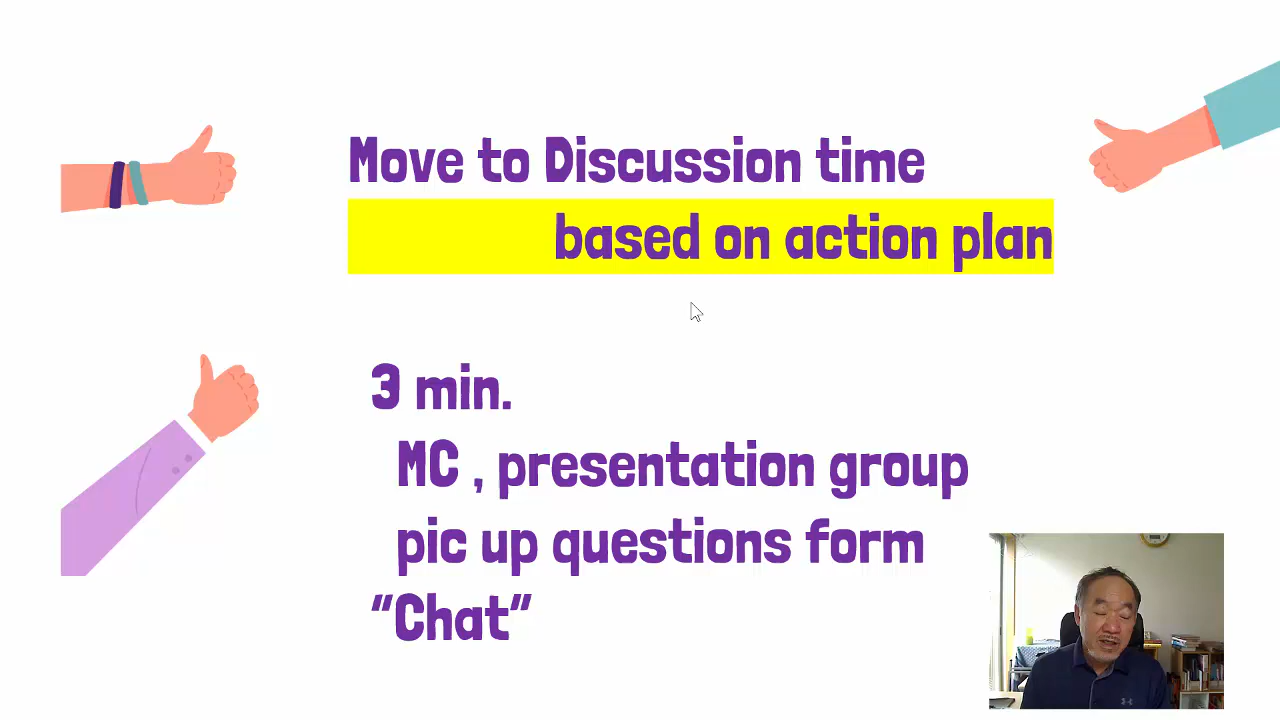 Move to Discussion time
based on action plan
3 min.
MC , presentation group
pic up questions form
“Chat”